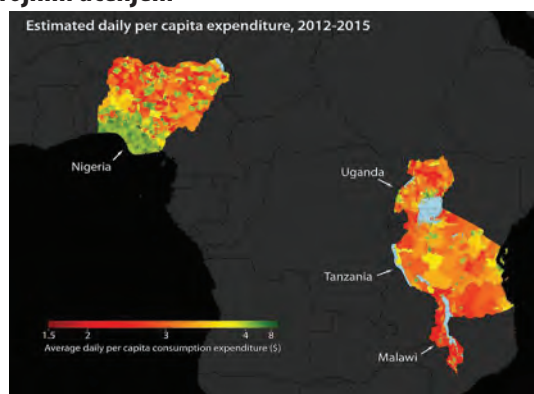 Estimated daily per capita expenditure, 2012-2015
Nigeria
Uganda
Tanzania
Malawi
1.5 2 3 4 8
Average daily per capita consumption expenditure ($)